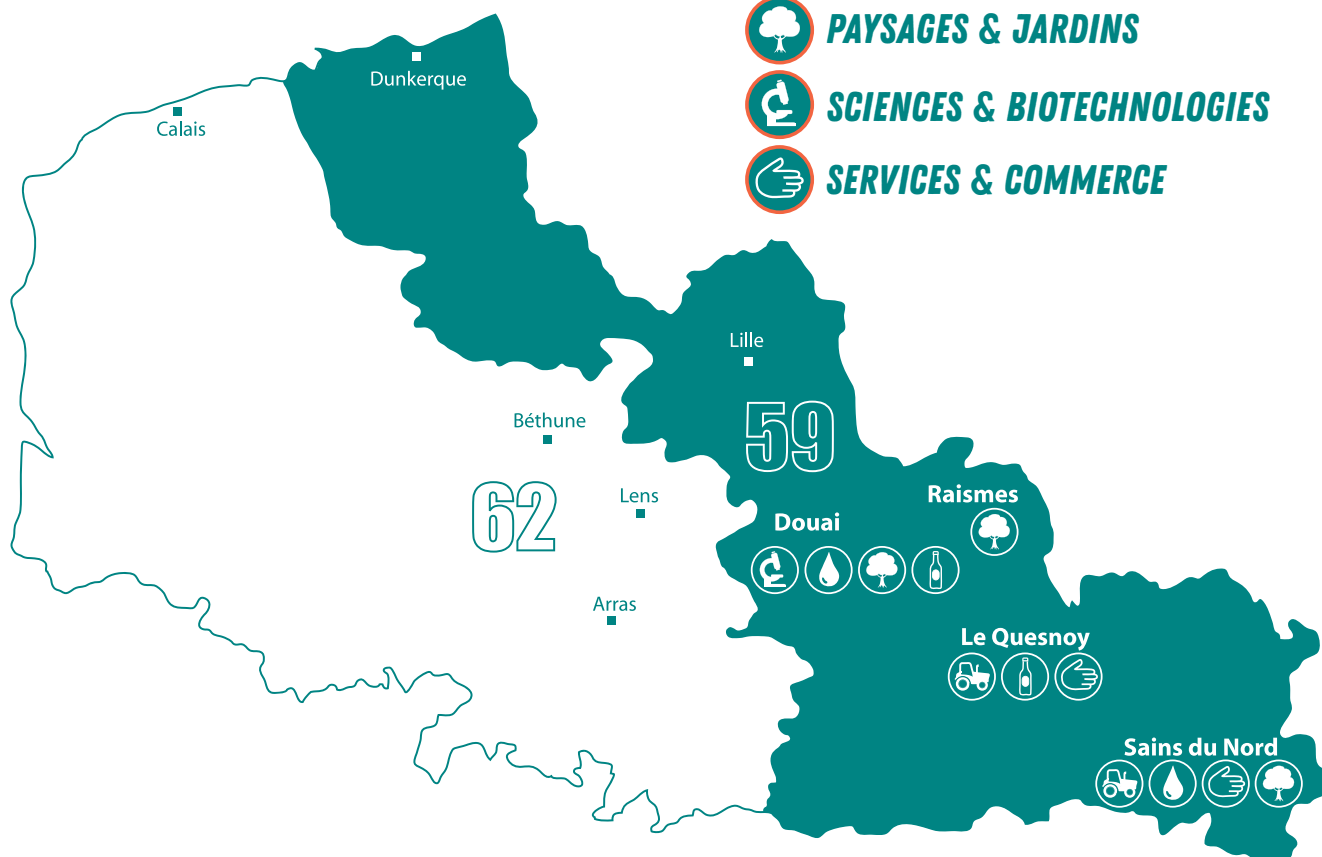 PAYSAGES & JARDINS
SCIENCES & BIOTECHNOLOGIES
SERVICES & COMMERCE
Dunkerque
Calais
Lille
59
Béthune
62
Lens
Raismes
Douai
Arras
Le Quesnoy
Sains du Nord